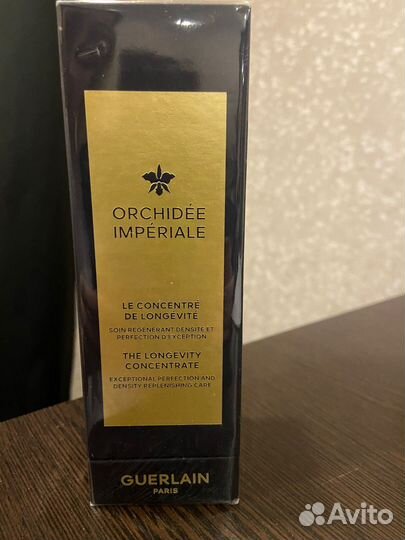 ORCHIDÉE
IMPÉRIALE
LE CONCENTRÉ
DE LONGÉVITÉ
SOIN RÉGÉNÉRANT DENSITÉ ET
PERFECTION D'EXCEPTION
THE LONGEVITY
CONCENTRATE
EXCEPTIONAL PERFECTION AND
DENSITY REPLENISHING CARE
GUERLAIN
PARIS
Avito